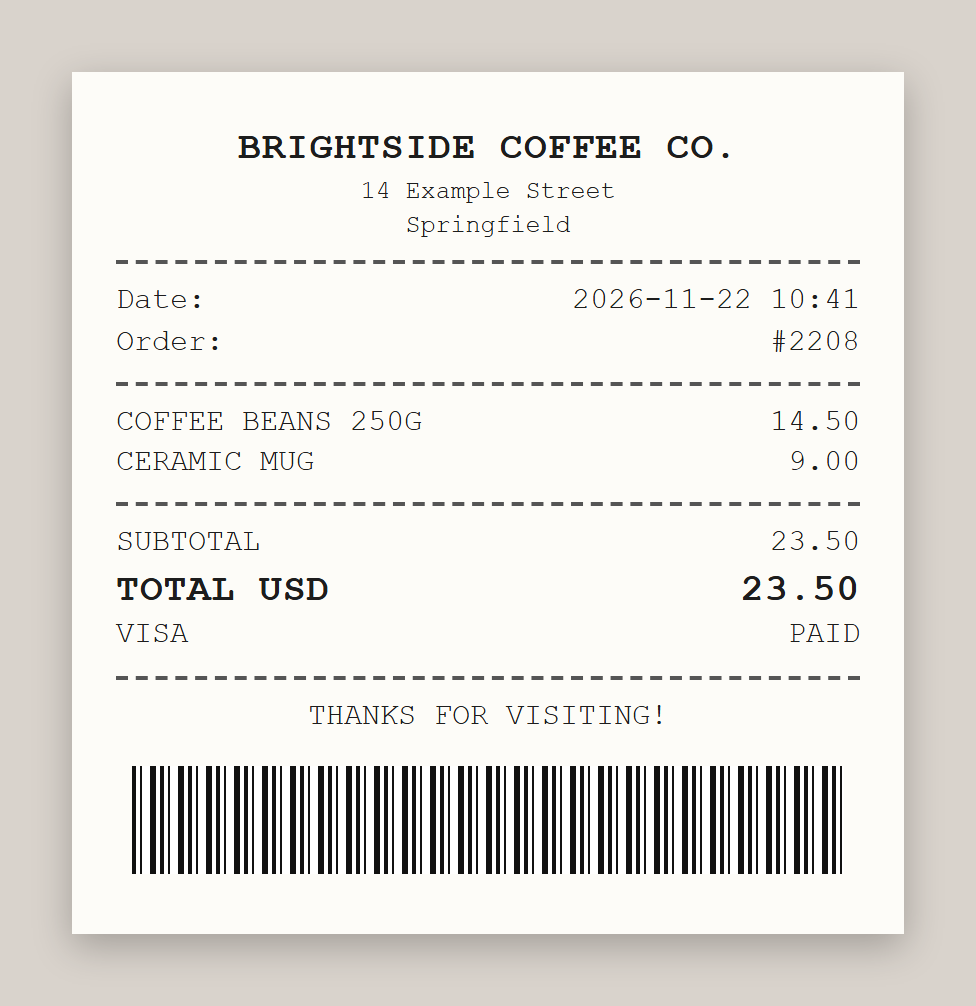 BRIGHTSIDE COFFEE CO.
14 Example Street
Springfield
Date: 2026-11-22 10:41
Order: #2208
COFFEE BEANS 250G 14.50
CERAMIC MUG 9.00
SUBTOTAL 23.50
TOTAL USD 23.50
VISA PAID
THANKS FOR VISITING!